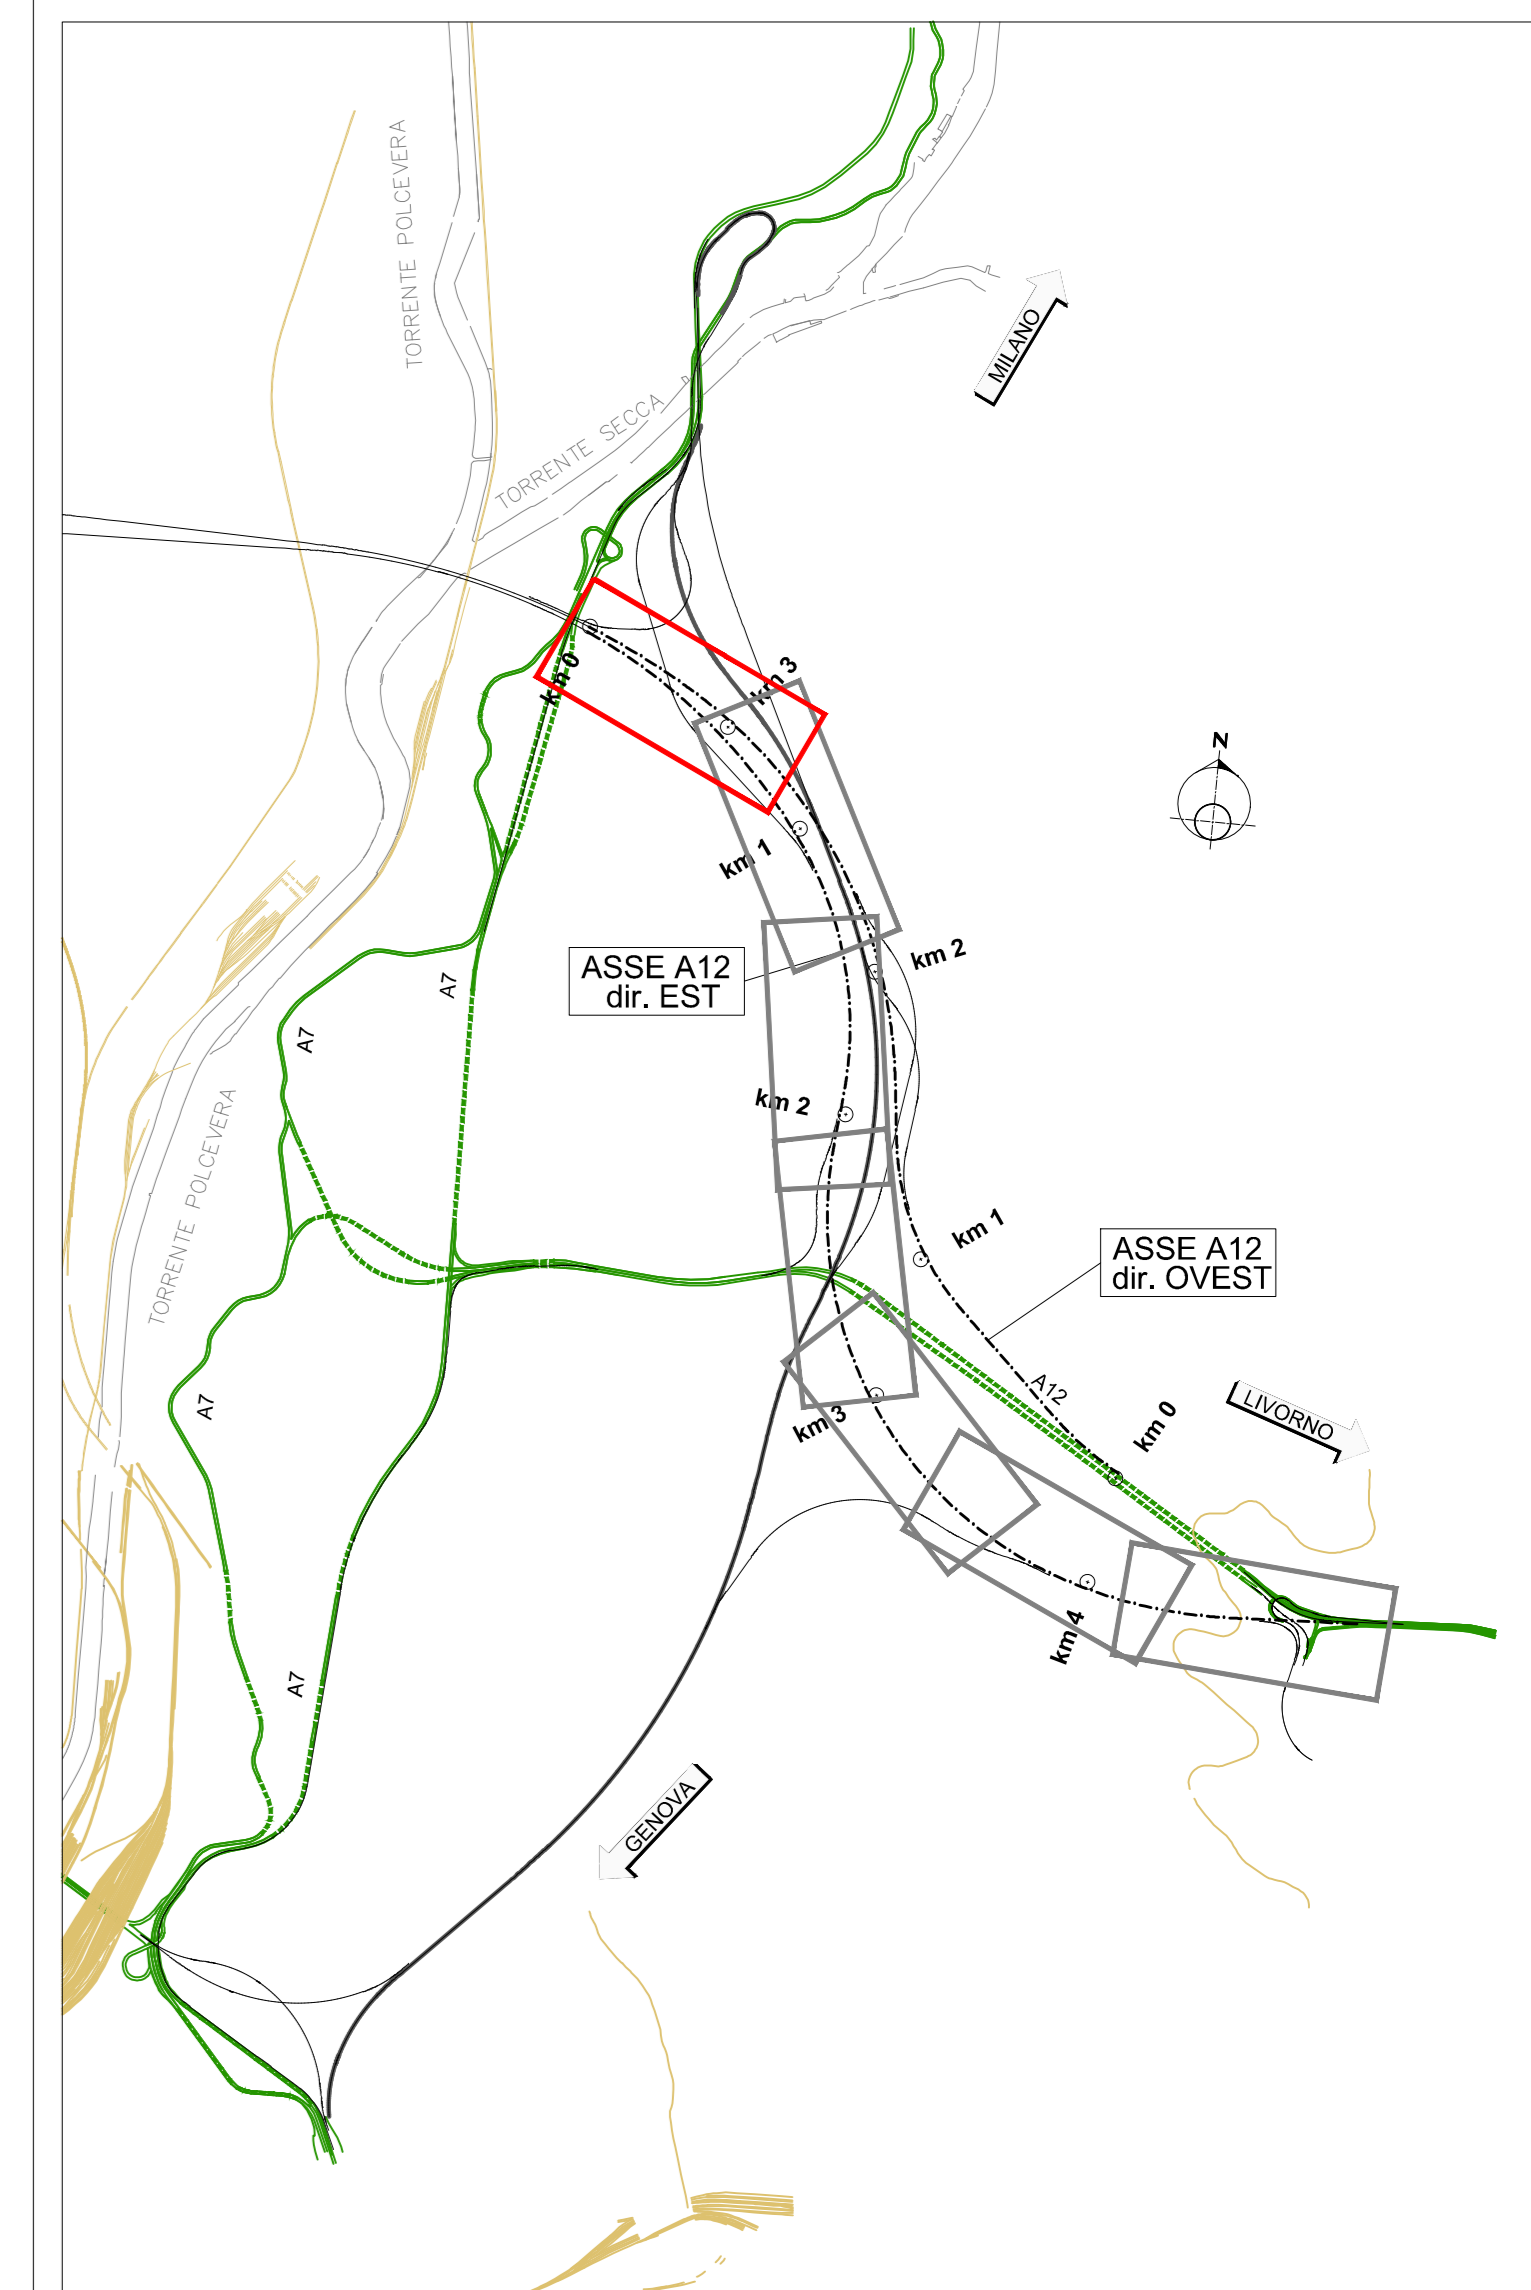 TORRENTE POLCEVERA
MILANO
TORRENTE SECCA
km 0
km 3
N
km 1
ASSE A12
dir. EST
km 2
A7
A7
km 2
TORRENTE POLCEVERA
km 1
ASSE A12
dir. OVEST
A12
A7
LIVORNO
km 3
km 0
km 4
A7
GENOVA